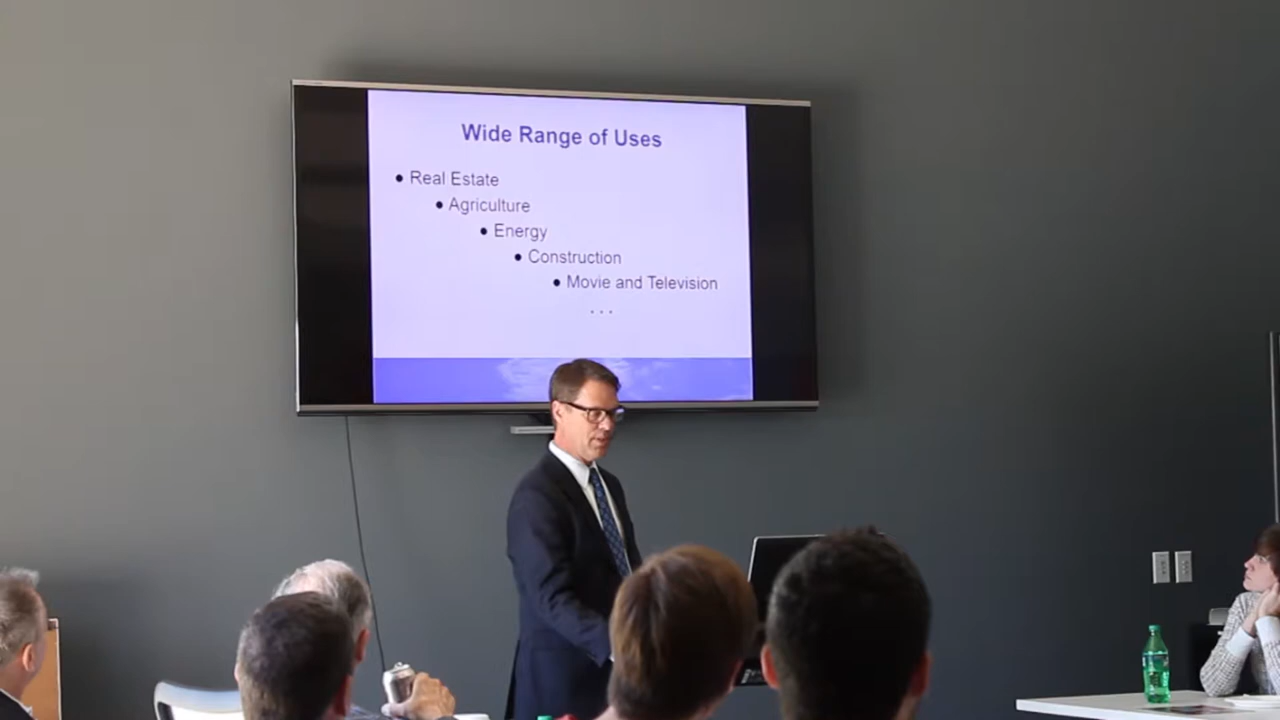 Wide Range of Uses
● Real Estate
● Agriculture
● Energy
● Construction
● Movie and Television
. . .